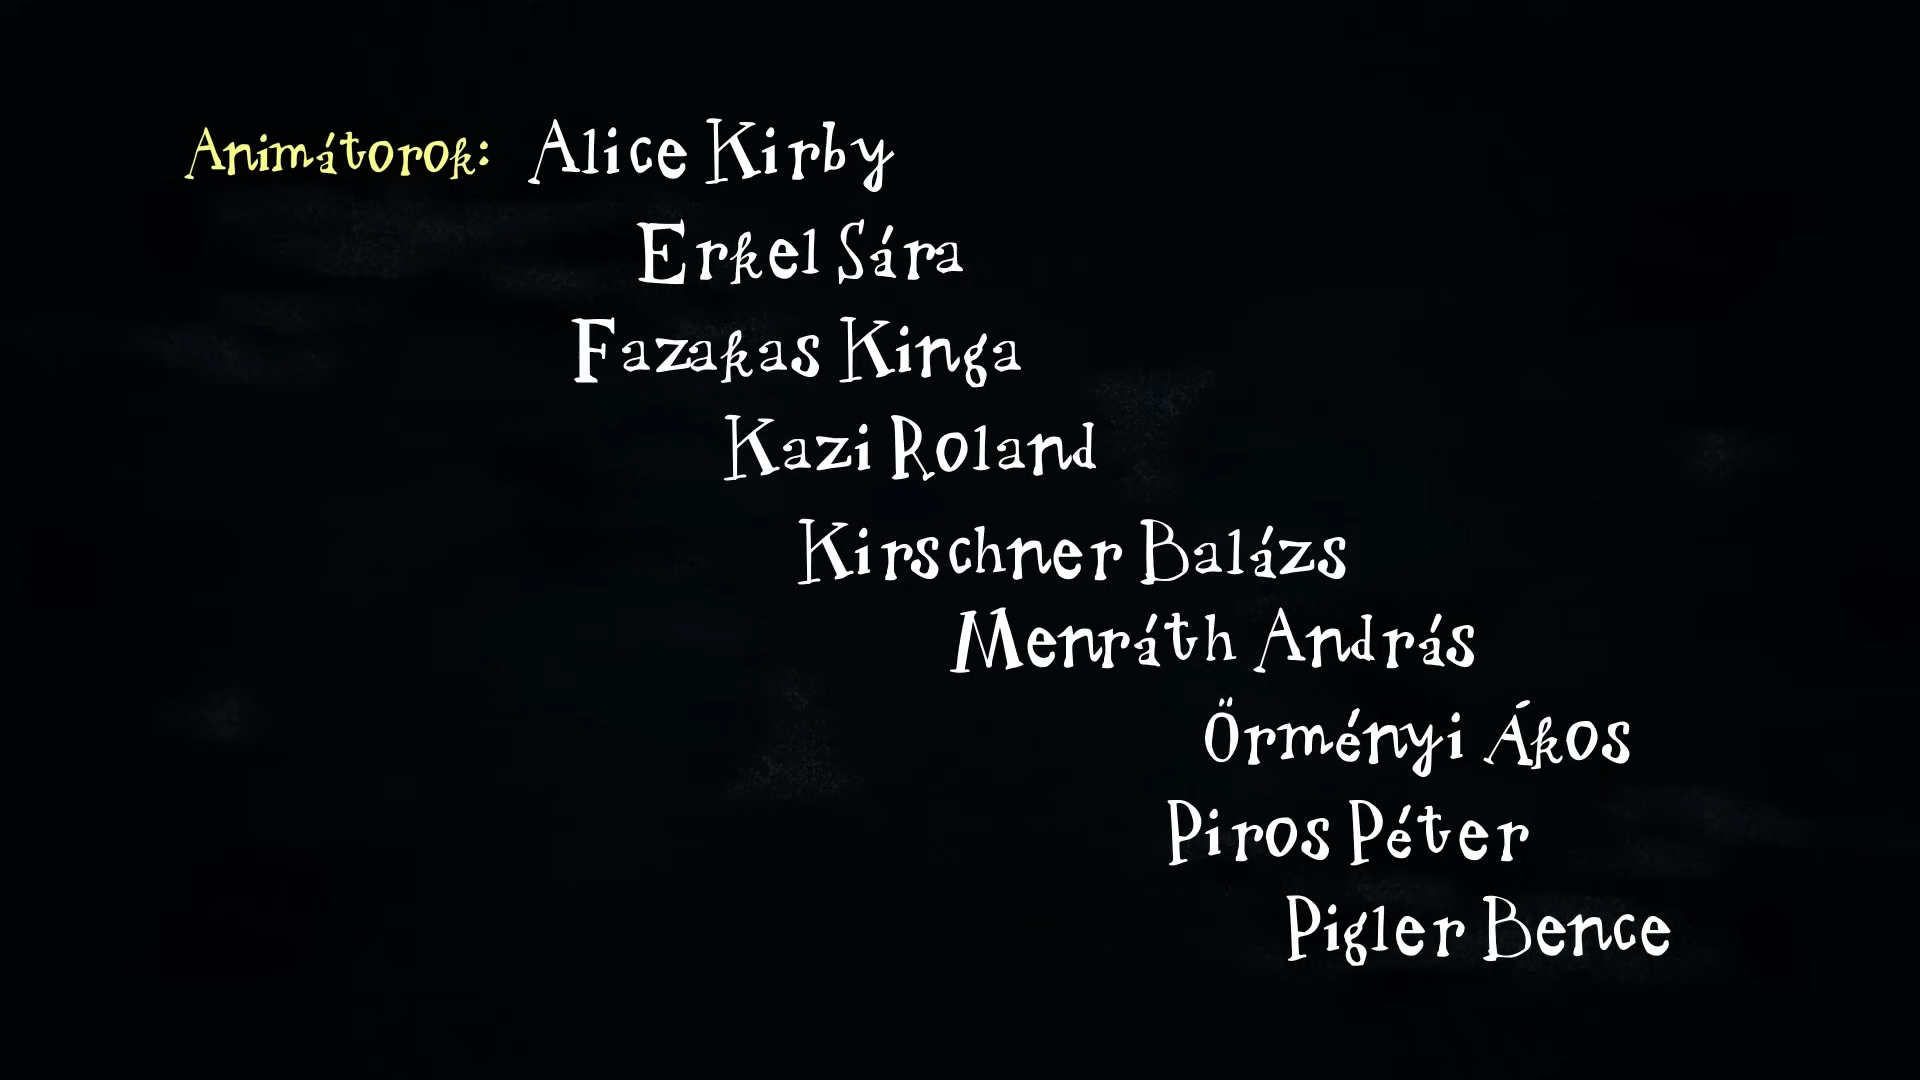 Animátorok: Alice Kirby
Erkel Sára
Fazakas Kinga
Kazi Roland
Kirschner Balázs
Menráth András
Örményi Ákos
Piros Péter
Pigler Bence